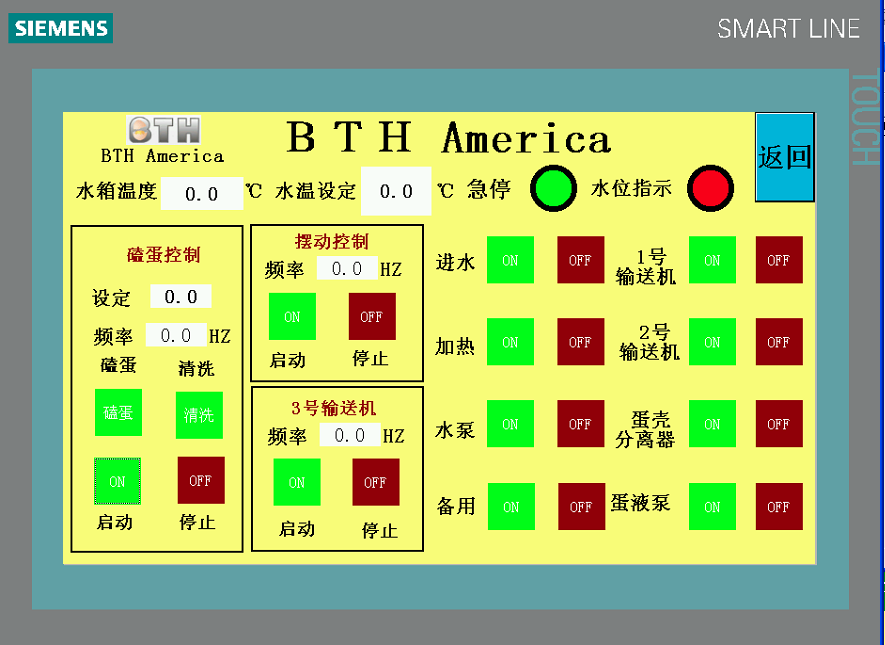 SIEMENS
SMART LINE
TOUCH
BTH
BTH America
B T H America
返回
水箱温度 0.0 ℃ 水温设定 0.0 ℃ 急停 水位指示
磕蛋控制
设定 0.0
频率 0.0 HZ
磕蛋 清洗
磕蛋 清洗
ON OFF
启动 停止
摆动控制
频率 0.0 HZ
ON OFF
启动 停止
3号输送机
频率 0.0 HZ
ON OFF
启动 停止
进水 ON OFF
1号
输送机 ON OFF
加热 ON OFF
2号
输送机 ON OFF
水泵 ON OFF
蛋壳
分离器 ON OFF
备用 ON OFF
蛋液泵 ON OFF